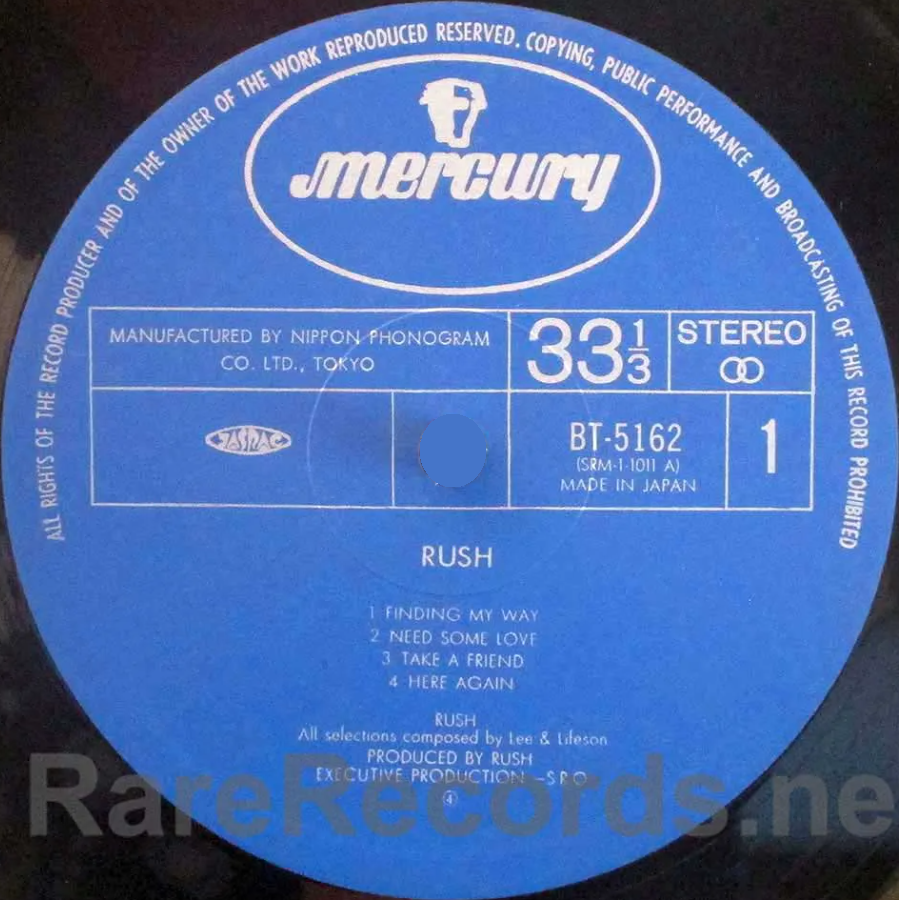 ALL RIGHTS OF THE RECORD PRODUCER AND OF THE OWNER OF THE WORK REPRODUCED RESERVED. COPYING, PUBLIC PERFORMANCE AND BROADCASTING OF THIS RECORD PROHIBITED
mercury
MANUFACTURED BY NIPPON PHONOGRAM
CO. LTD., TOKYO
33 1/3
STEREO
JASRAC
BT-5162
(SRM-1-1011 A)
MADE IN JAPAN
1
RUSH
1 FINDING MY WAY
2 NEED SOME LOVE
3 TAKE A FRIEND
4 HERE AGAIN
RUSH
All selections composed by Lee & Lifeson
PRODUCED BY RUSH
EXECUTIVE PRODUCTION -S R O
④
RareRecords.ne